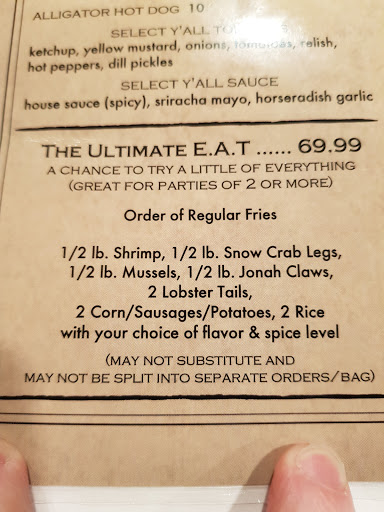 ALLIGATOR HOT DOG 10
SELECT Y'ALL
ketchup, yellow mustard, onions, tomatoes, relish,
hot peppers, dill pickles
SELECT Y'ALL SAUCE
house sauce (spicy), sriracha mayo, horseradish garlic
THE ULTIMATE E.A.T ...... 69.99
A CHANCE TO TRY A LITTLE OF EVERYTHING
(GREAT FOR PARTIES OF 2 OR MORE)
Order of Regular Fries
1/2 lb. Shrimp, 1/2 lb. Snow Crab Legs,
1/2 lb. Mussels, 1/2 lb. Jonah Claws,
2 Lobster Tails,
2 Corn/Sausages/Potatoes, 2 Rice
with your choice of flavor & spice level
(MAY NOT SUBSTITUTE AND
MAY NOT BE SPLIT INTO SEPARATE ORDERS/BAG)